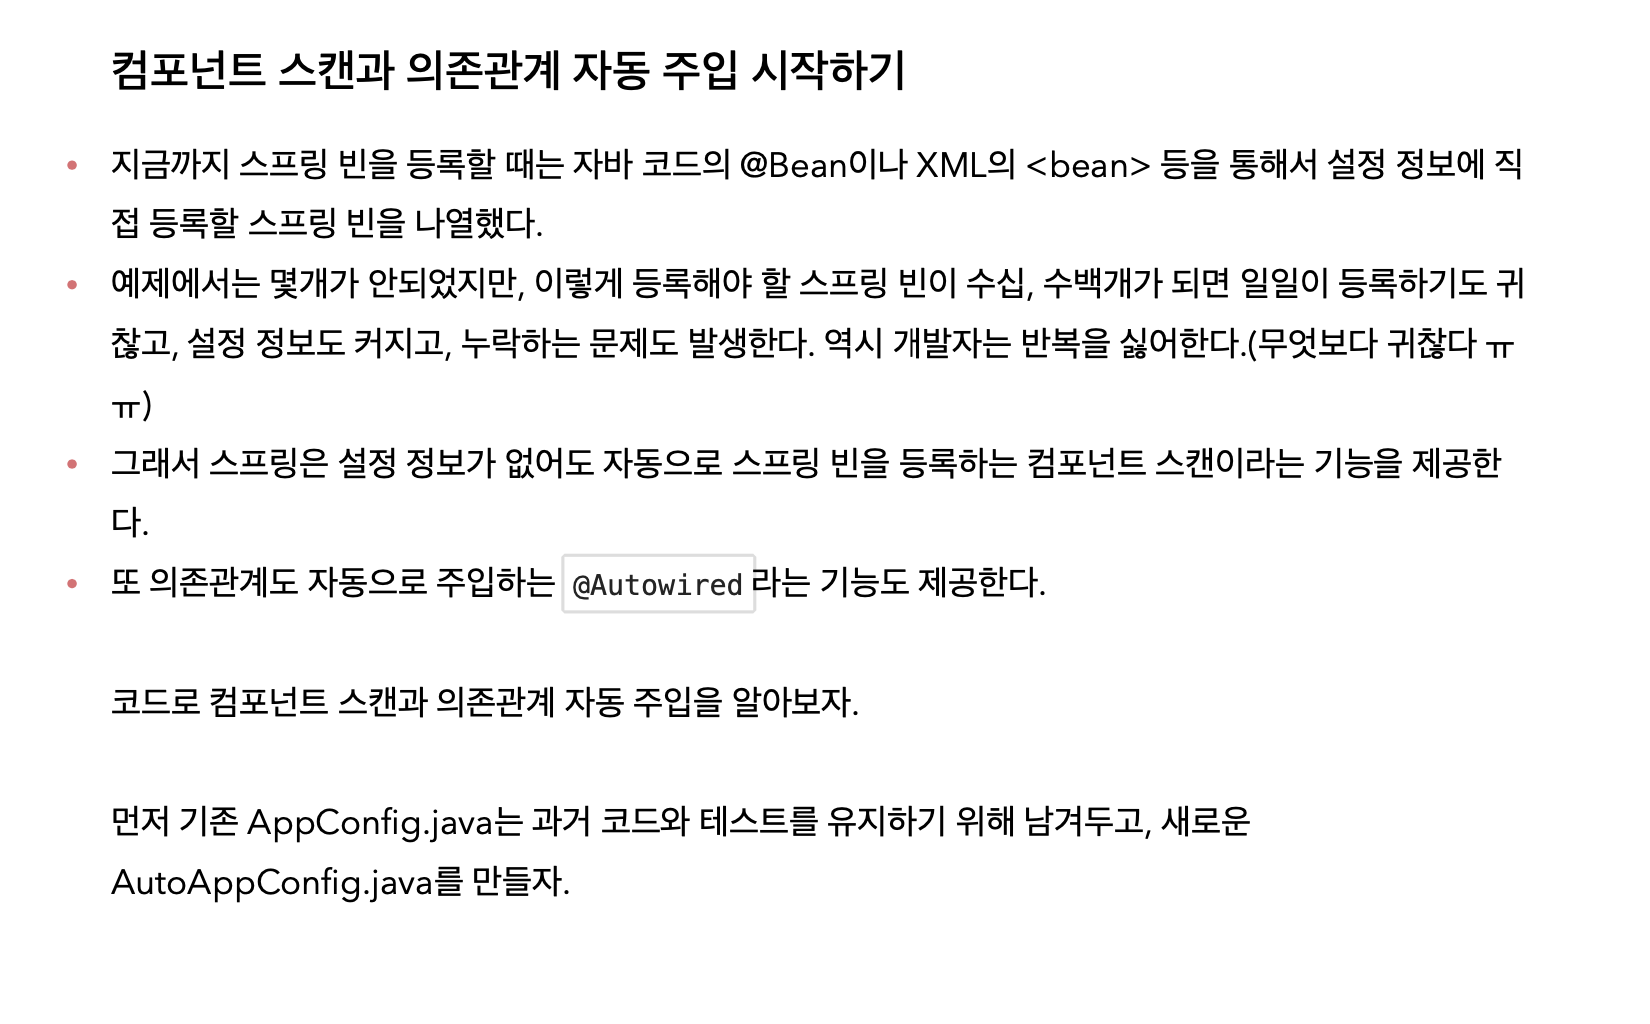 컴포넌트 스캔과 의존관계 자동 주입 시작하기
• 지금까지 스프링 빈을 등록할 때는 자바 코드의 @Bean이나 XML의 <bean> 등을 통해서 설정 정보에 직
접 등록할 스프링 빈을 나열했다.
• 예제에서는 몇개가 안되었지만, 이렇게 등록해야 할 스프링 빈이 수십, 수백개가 되면 일일이 등록하기도 귀
찮고, 설정 정보도 커지고, 누락하는 문제도 발생한다. 역시 개발자는 반복을 싫어한다.(무엇보다 귀찮다 ㅠ
ㅠ)
• 그래서 스프링은 설정 정보가 없어도 자동으로 스프링 빈을 등록하는 컴포넌트 스캔이라는 기능을 제공한
다.
• 또 의존관계도 자동으로 주입하는 @Autowired라는 기능도 제공한다.
코드로 컴포넌트 스캔과 의존관계 자동 주입을 알아보자.
먼저 기존 AppConfig.java는 과거 코드와 테스트를 유지하기 위해 남겨두고, 새로운
AutoAppConfig.java를 만들자.